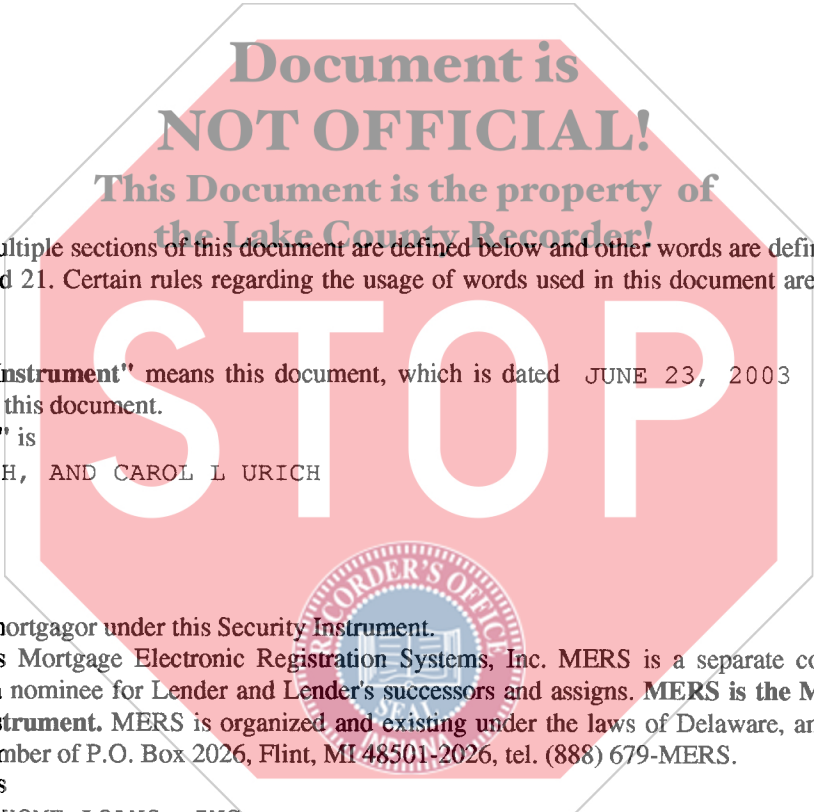 Document is
NOT OFFICIAL!
This Document is the property of
the Lake County Recorder!
ultiple sections of this document are defined below and other words are defin
d 21. Certain rules regarding the usage of words used in this document are
STOP
nstrument" means this document, which is dated JUNE 23, 2003
this document.
" is
H, AND CAROL L URICH
RECORDER'S OFFICE
SEAL
INDIANA
nortgagor under this Security Instrument.
s Mortgage Electronic Registration Systems, Inc. MERS is a separate co
nominee for Lender and Lender's successors and assigns. MERS is the M
strument. MERS is organized and existing under the laws of Delaware, an
mber of P.O. Box 2026, Flint, MI 48501-2026, tel. (888) 679-MERS.
s